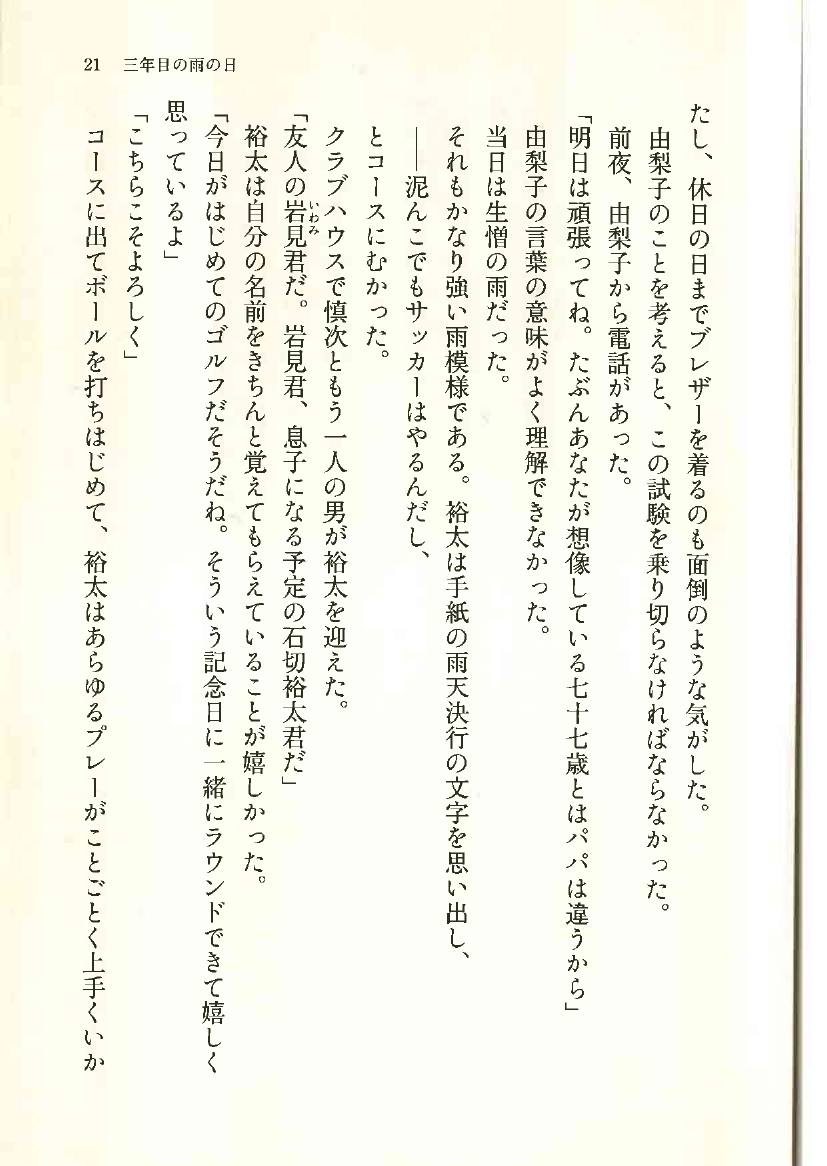 21　三年目の雨の日
たし、休日の日までブレザーを着るのも面倒のような気がした。
　由梨子のことを考えると、この試験を乗り切らなければならなかった。
　前夜、由梨子から電話があった。
「明日は頑張ってね。たぶんあなたが想像している七十七歳とはパパは違うから」
　由梨子の言葉の意味がよく理解できなかった。
　当日は生憎の雨だった。
　それもかなり強い雨模様である。裕太は手紙の雨天決行の文字を思い出し、
　――泥んこでもサッカーはやるんだし、
とコースにむかった。
　クラブハウスで慎次ともう一人の男が裕太を迎えた。
「友人の岩見君だ。岩見君、息子になる予定の石切裕太君だ」
いわみ
　裕太は自分の名前をきちんと覚えてもらえていることが嬉しかった。
「今日がはじめてのゴルフだそうだね。そういう記念日に一緒にラウンドできて嬉しく
思っているよ」
「こちらこそよろしく」
　コースに出てボールを打ちはじめて、裕太はあらゆるプレーがことごとく上手くいか